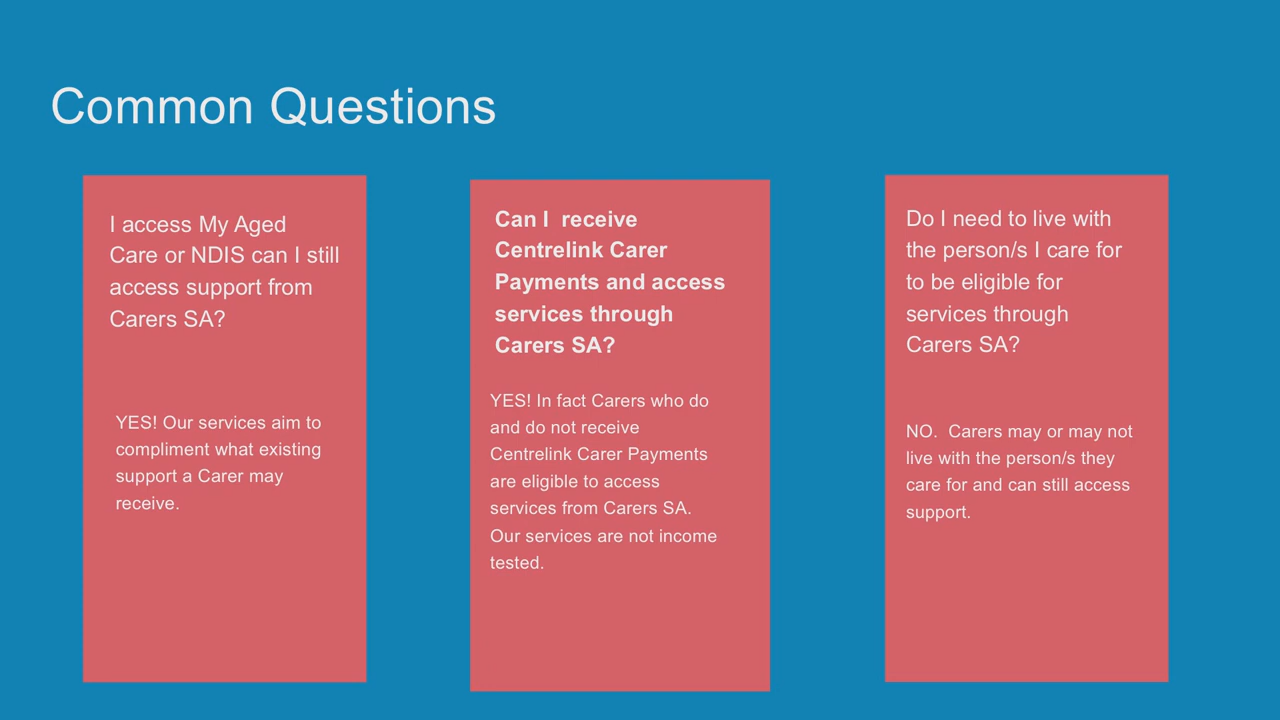 Common Questions
I access My Aged
Care or NDIS can I still
access support from
Carers SA?
YES! Our services aim to
compliment what existing
support a Carer may
receive.
Can I  receive
Centrelink Carer
Payments and access
services through
Carers SA?
YES! In fact Carers who do
and do not receive
Centrelink Carer Payments
are eligible to access
services from Carers SA.
Our services are not income
tested.
Do I need to live with
the person/s I care for
to be eligible for
services through
Carers SA?
NO.  Carers may or may not
live with the person/s they
care for and can still access
support.